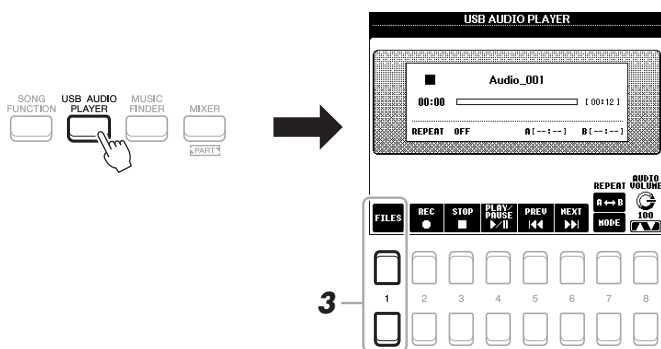 USB AUDIO PLAYER
SONG FUNCTION
USB AUDIO PLAYER
MUSIC FINDER
MIXER
PART
Audio_001
00:00 [00:12]
REPEAT OFF A[--:--] B[--:--]
FILES
REC
STOP
PLAY/PAUSE
PREV
NEXT
REPEAT
A↔B
MODE
AUDIO VOLUME
100
3
1 2 3 4 5 6 7 8